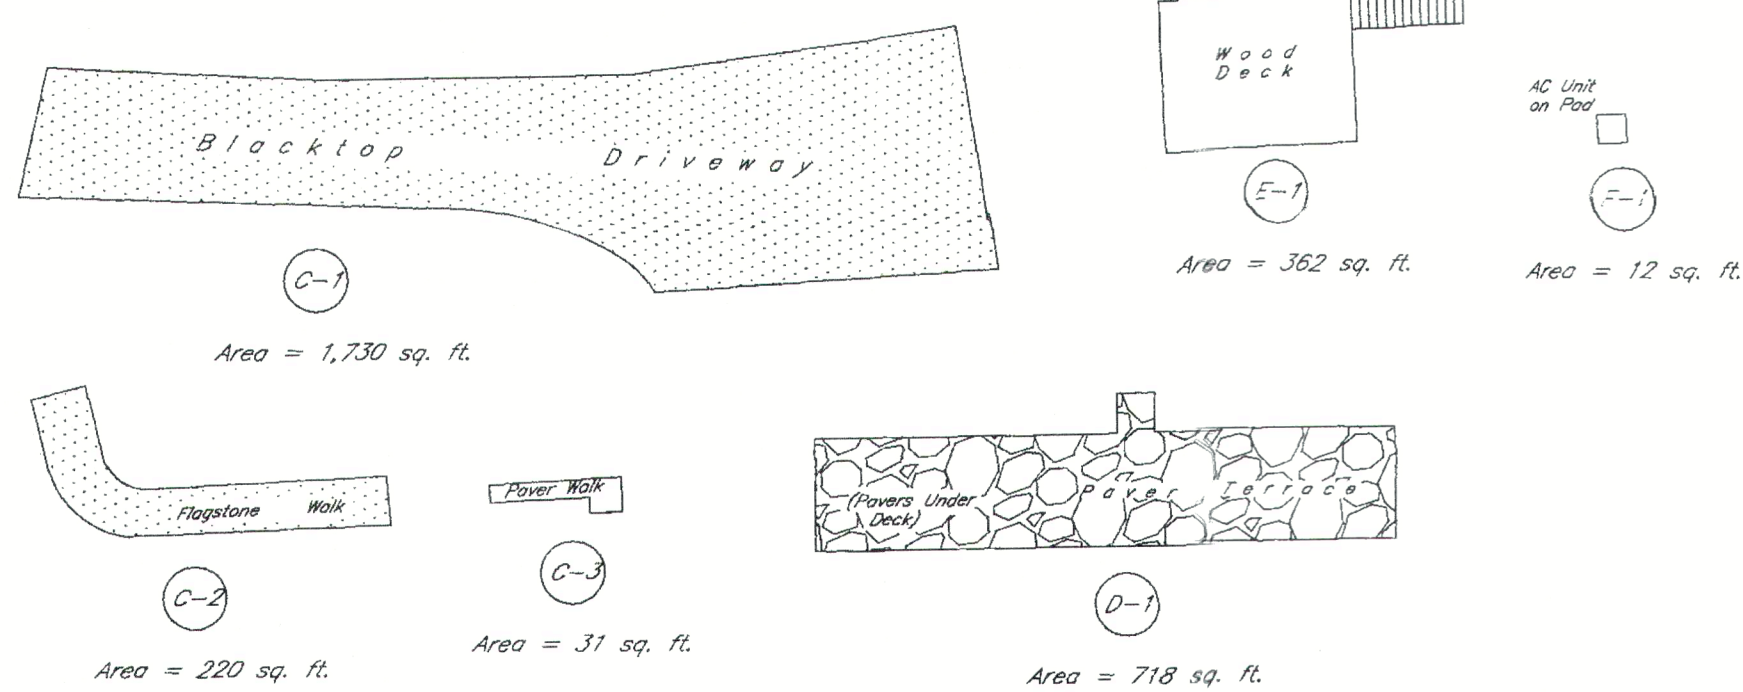 Blacktop Driveway
C-1
Area = 1,730 sq. ft.
Wood
Deck
E-1
Area = 362 sq. ft.
AC Unit
on Pad
F-1
Area = 12 sq. ft.
Flagstone Walk
C-2
Area = 220 sq. ft.
Paver Walk
C-3
Area = 31 sq. ft.
(Pavers Under
Deck)
Paver Terrace
D-1
Area = 718 sq. ft.